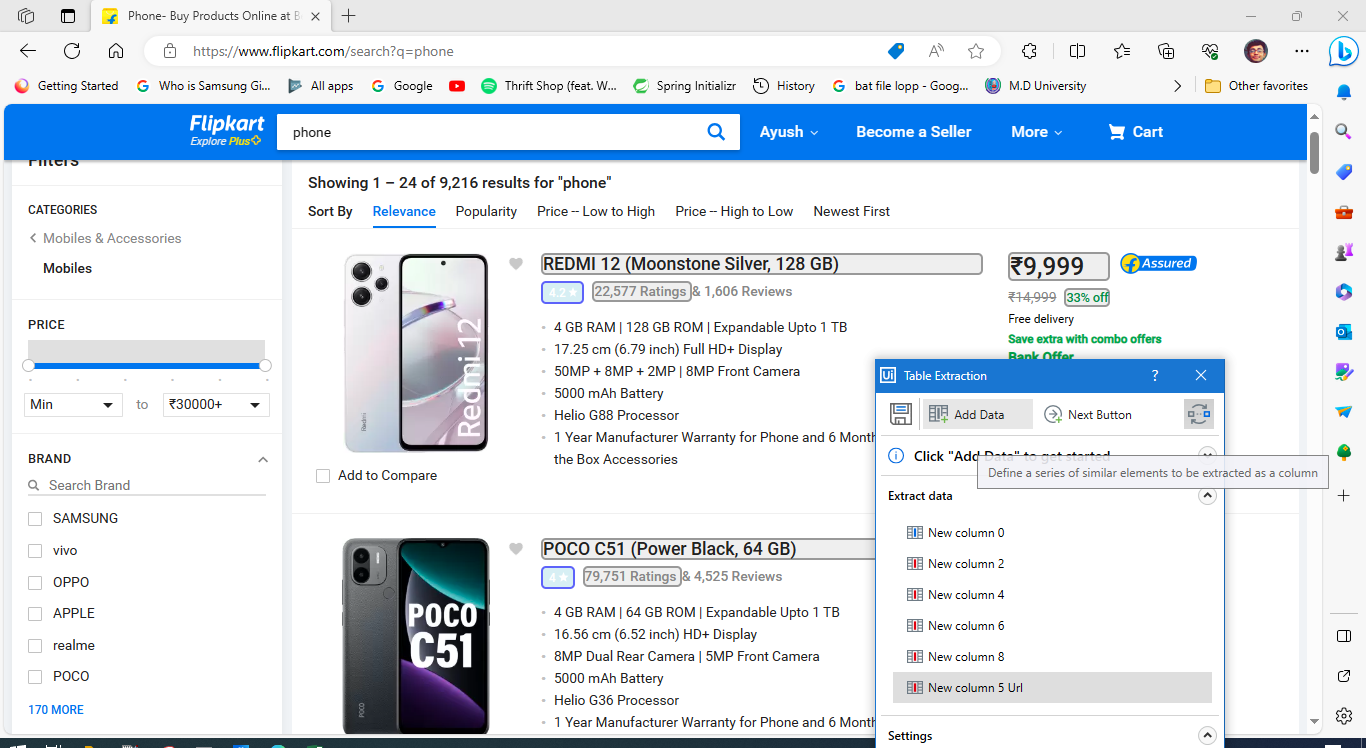 Phone- Buy Products Online at B
https://www.flipkart.com/search?q=phone
Getting Started
Who is Samsung Gi...
All apps
Google
Thrift Shop (feat. W...
Spring Initializr
History
bat file lopp - Goog...
M.D University
Other favorites
Flipkart
Explore Plus
phone
Ayush
Become a Seller
More
Cart
Filters
CATEGORIES
Mobiles & Accessories
Mobiles
PRICE
Min
to
₹30000+
BRAND
Search Brand
SAMSUNG
vivo
OPPO
APPLE
realme
POCO
170 MORE
Showing 1 – 24 of 9,216 results for "phone"
Sort By Relevance Popularity Price -- Low to High Price -- High to Low Newest First
Redmi 12
Redmi
Add to Compare
REDMI 12 (Moonstone Silver, 128 GB)
4.2 ★ 22,577 Ratings & 1,606 Reviews
4 GB RAM | 128 GB ROM | Expandable Upto 1 TB
17.25 cm (6.79 inch) Full HD+ Display
50MP + 8MP + 2MP | 8MP Front Camera
5000 mAh Battery
Helio G88 Processor
1 Year Manufacturer Warranty for Phone and 6 Month
the Box Accessories
₹9,999
Assured
₹14,999 33% off
Free delivery
Save extra with combo offers
Bank Offer
POCO
C51
POCO
POCO C51 (Power Black, 64 GB)
4 ★ 79,751 Ratings & 4,525 Reviews
4 GB RAM | 64 GB ROM | Expandable Upto 1 TB
16.56 cm (6.52 inch) HD+ Display
8MP Dual Rear Camera | 5MP Front Camera
5000 mAh Battery
Helio G36 Processor
1 Year Manufacturer Warranty for Phone and 6 Month
Ui Table Extraction
?
Add Data
Next Button
Click "Add Data" to get started
Define a series of similar elements to be extracted as a column
Extract data
New column 0
New column 2
New column 4
New column 6
New column 8
New column 5 Url
Settings